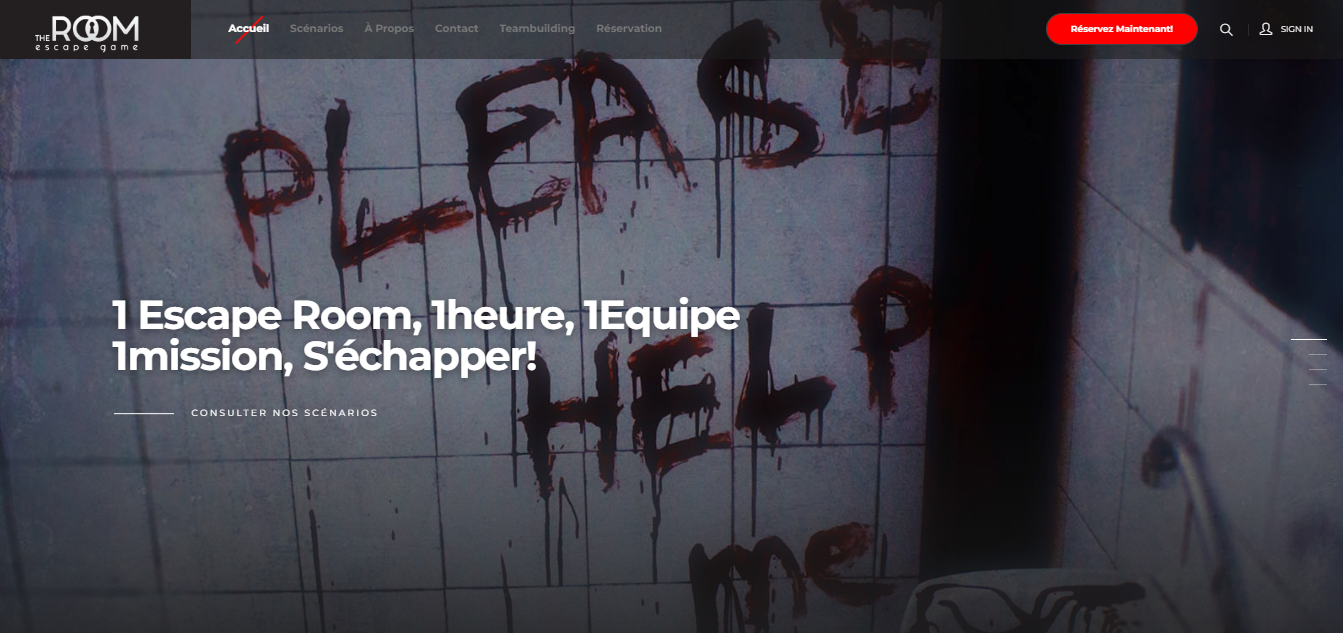 THE ROOM
escape game
Accueil Scénarios À Propos Contact Teambuilding Réservation
Réservez Maintenant!
SIGN IN
PLEASE
HELP
me
1 Escape Room, 1heure, 1Equipe
1mission, S'échapper!
CONSULTER NOS SCÉNARIOS